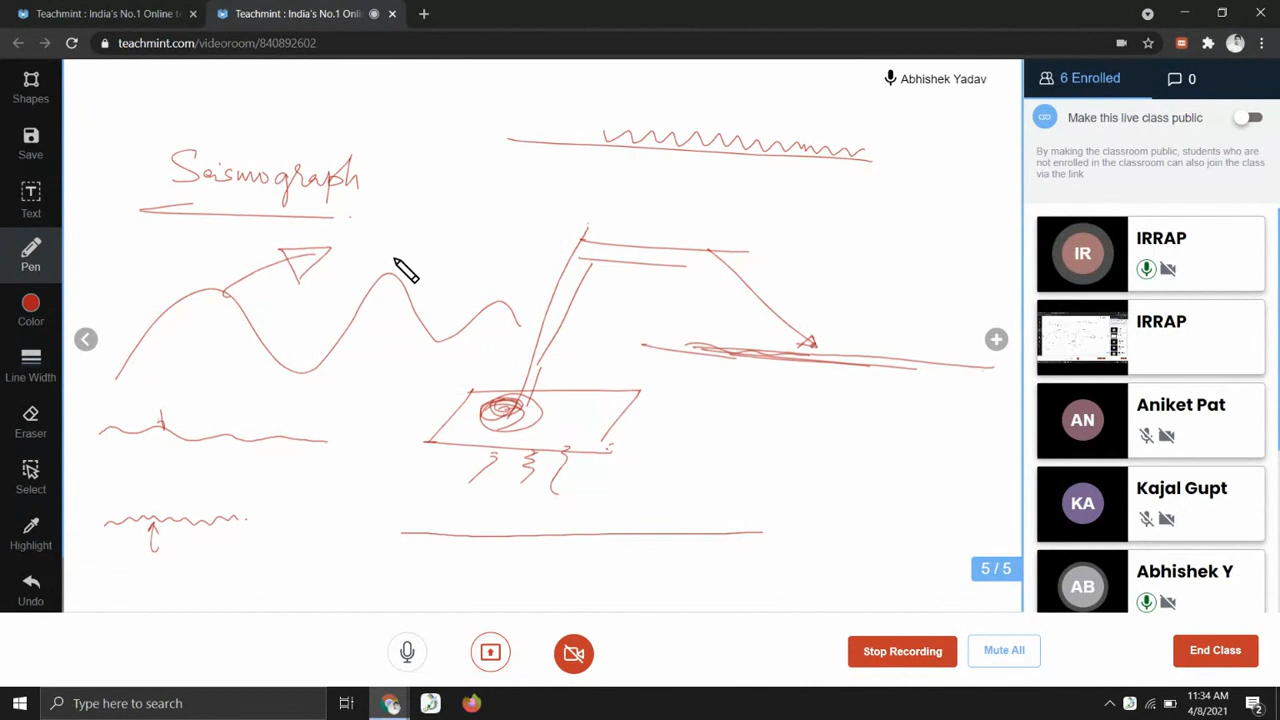 Teachmint : India's No.1 Online t
Teachmint : India's No.1 Onli
teachmint.com/videoroom/840892602
Shapes
Save
Text
Pen
Color
Line Width
Eraser
Select
Highlight
Undo
Abhishek Yadav
Seismograph
5 / 5
6 Enrolled
0
Make this live class public
By making the classroom public, students who are
not enrolled in the classroom can also join the class
via the link
IR
IRRAP
IRRAP
AN
Aniket Pat
KA
Kajal Gupt
AB
Abhishek Y
Stop Recording
Mute All
End Class
Type here to search
11:34 AM
4/8/2021
2